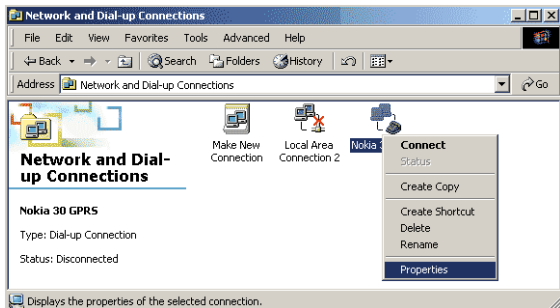 Network and Dial-up Connections
File Edit View Favorites Tools Advanced Help
Back Search Folders History
Address Network and Dial-up Connections Go
Make New Connection
Local Area Connection 2
Nokia 3
Network and Dial-
up Connections
Nokia 30 GPRS
Type: Dial-up Connection
Status: Disconnected
Connect
Status
Create Copy
Create Shortcut
Delete
Rename
Properties
Displays the properties of the selected connection.